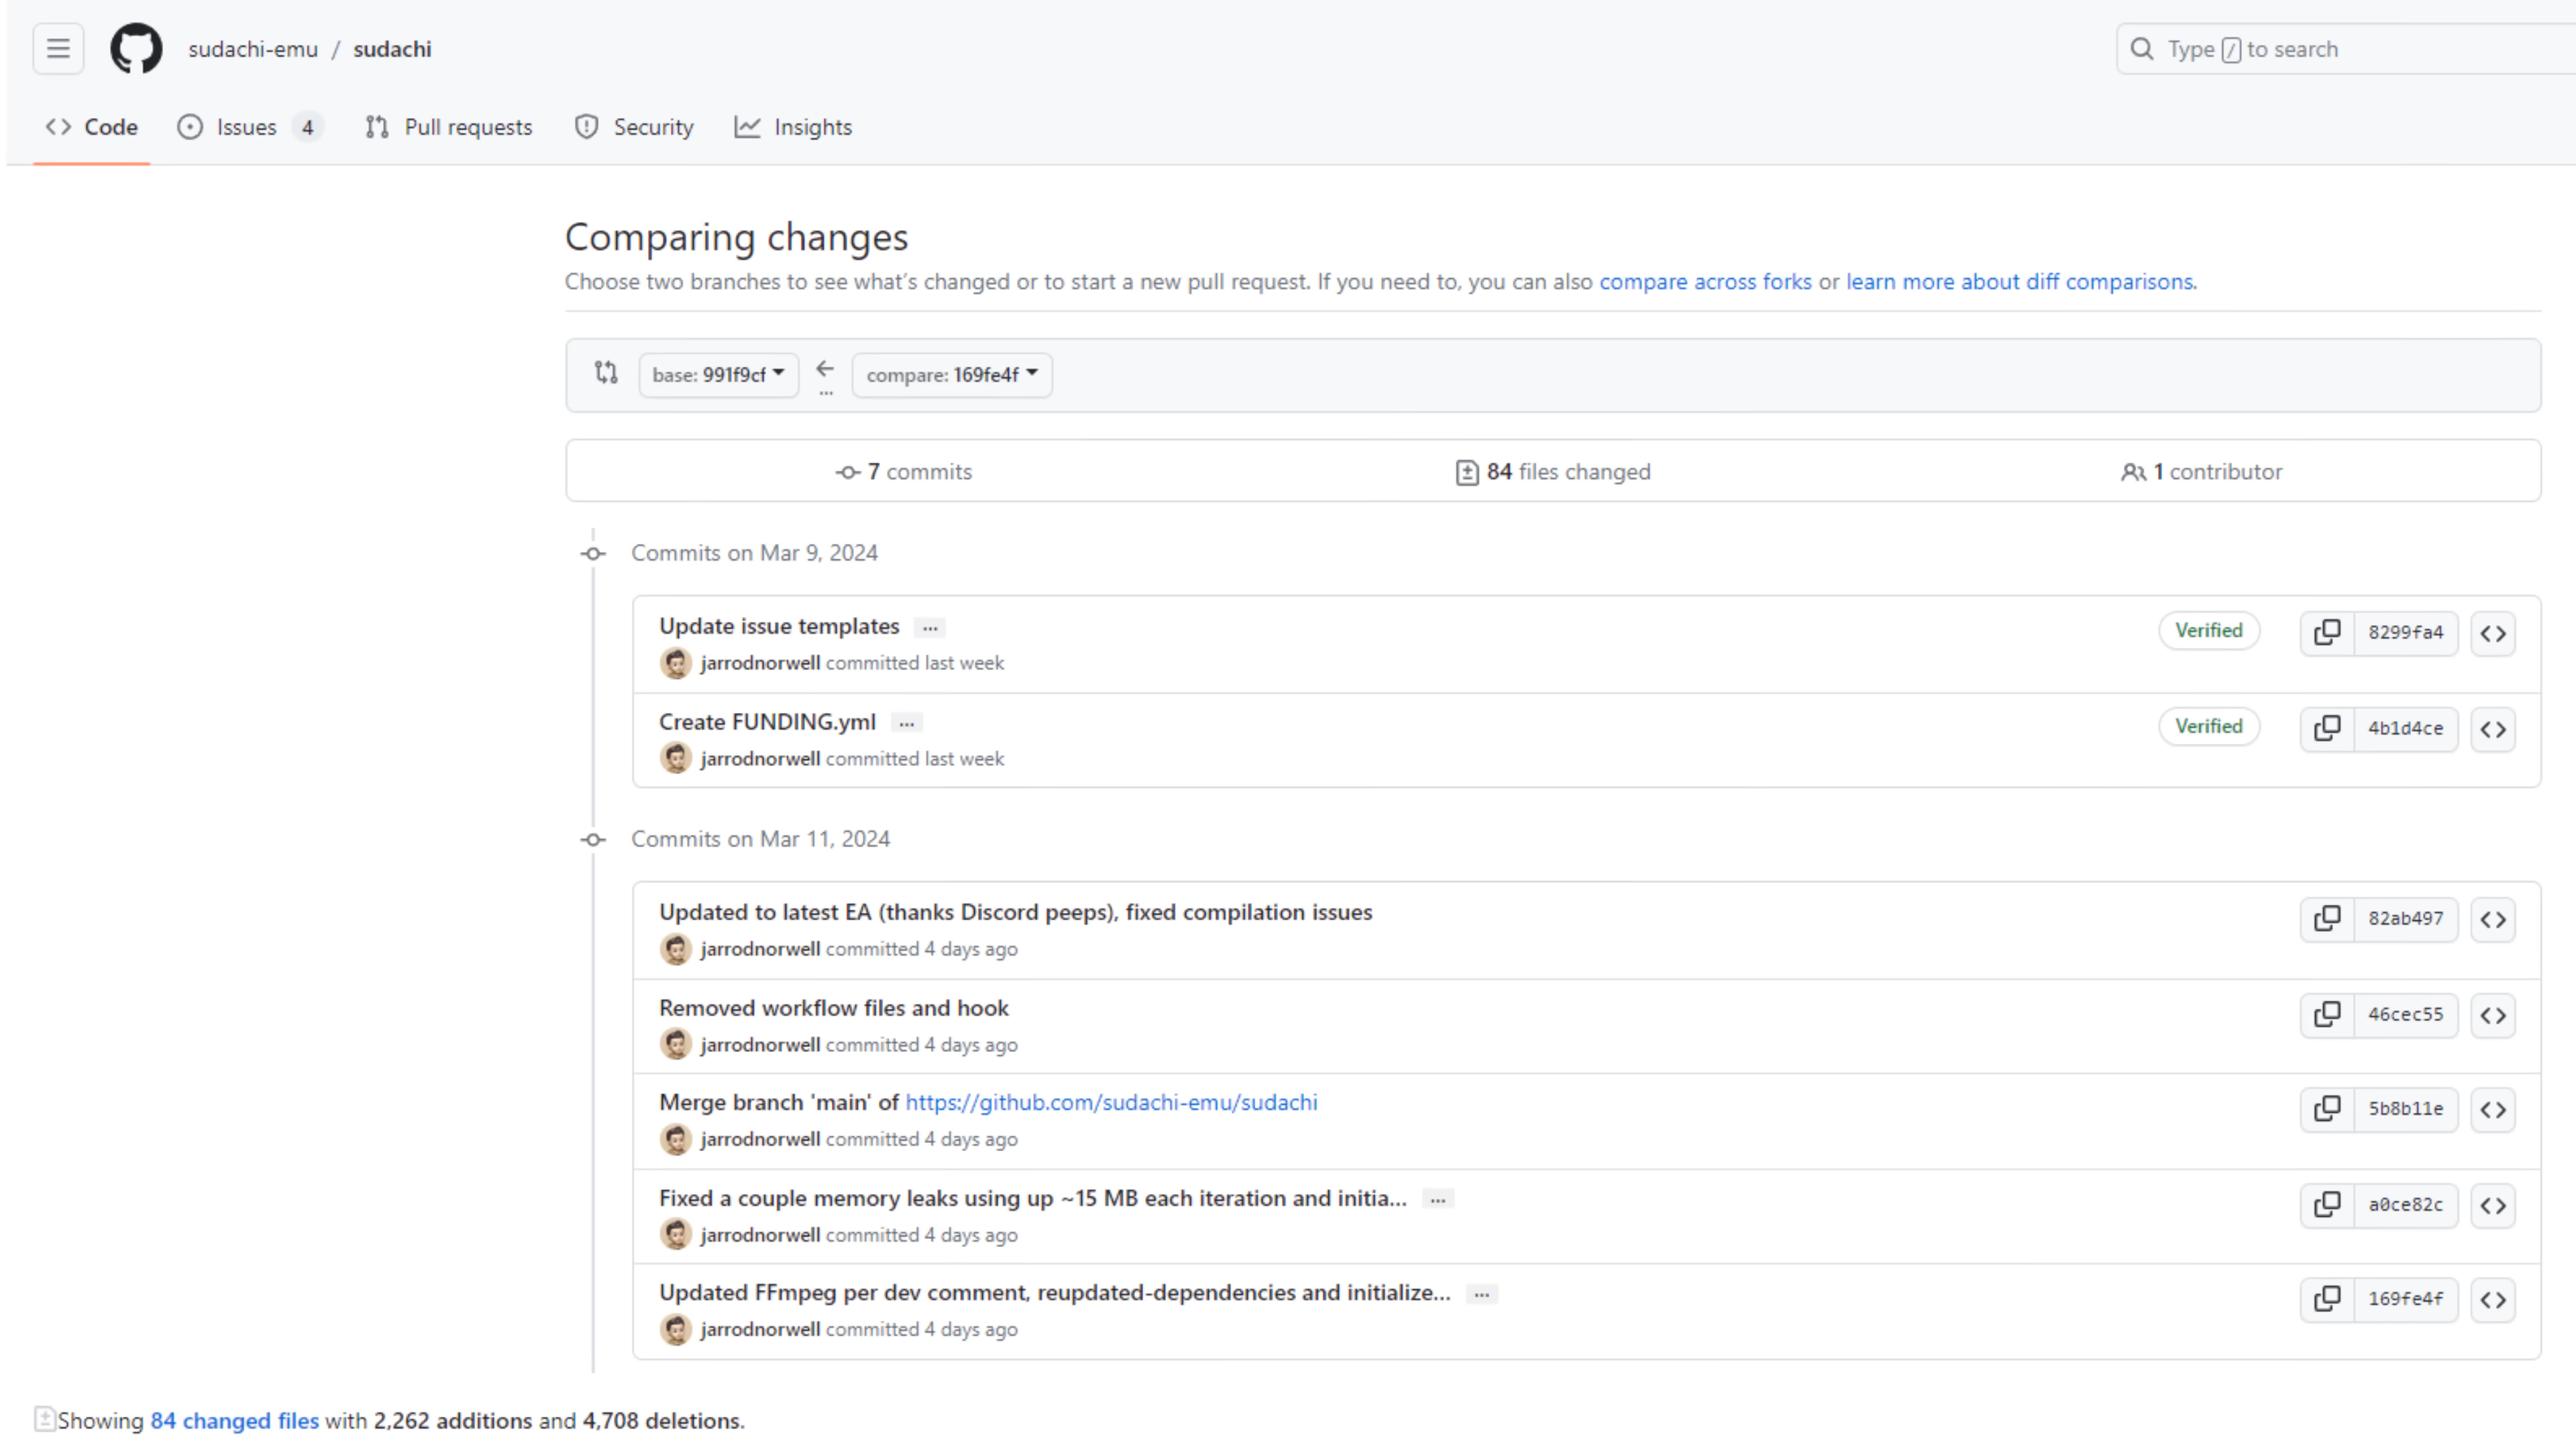 sudachi-emu / sudachi
Type / to search
Code Issues 4 Pull requests Security Insights
Comparing changes
Choose two branches to see what's changed or to start a new pull request. If you need to, you can also compare across forks or learn more about diff comparisons.
base: 991f9cf ... compare: 169fe4f
7 commits 84 files changed 1 contributor
Commits on Mar 9, 2024
Update issue templates ...
Verified 8299fa4
jarrodnorwell committed last week
Create FUNDING.yml ...
Verified 4b1d4ce
jarrodnorwell committed last week
Commits on Mar 11, 2024
Updated to latest EA (thanks Discord peeps), fixed compilation issues
82ab497
jarrodnorwell committed 4 days ago
Removed workflow files and hook
46cec55
jarrodnorwell committed 4 days ago
Merge branch 'main' of https://github.com/sudachi-emu/sudachi
5b8b11e
jarrodnorwell committed 4 days ago
Fixed a couple memory leaks using up ~15 MB each iteration and initia... ...
a0ce82c
jarrodnorwell committed 4 days ago
Updated FFmpeg per dev comment, reupdated-dependencies and initialize... ...
169fe4f
jarrodnorwell committed 4 days ago
Showing 84 changed files with 2,262 additions and 4,708 deletions.